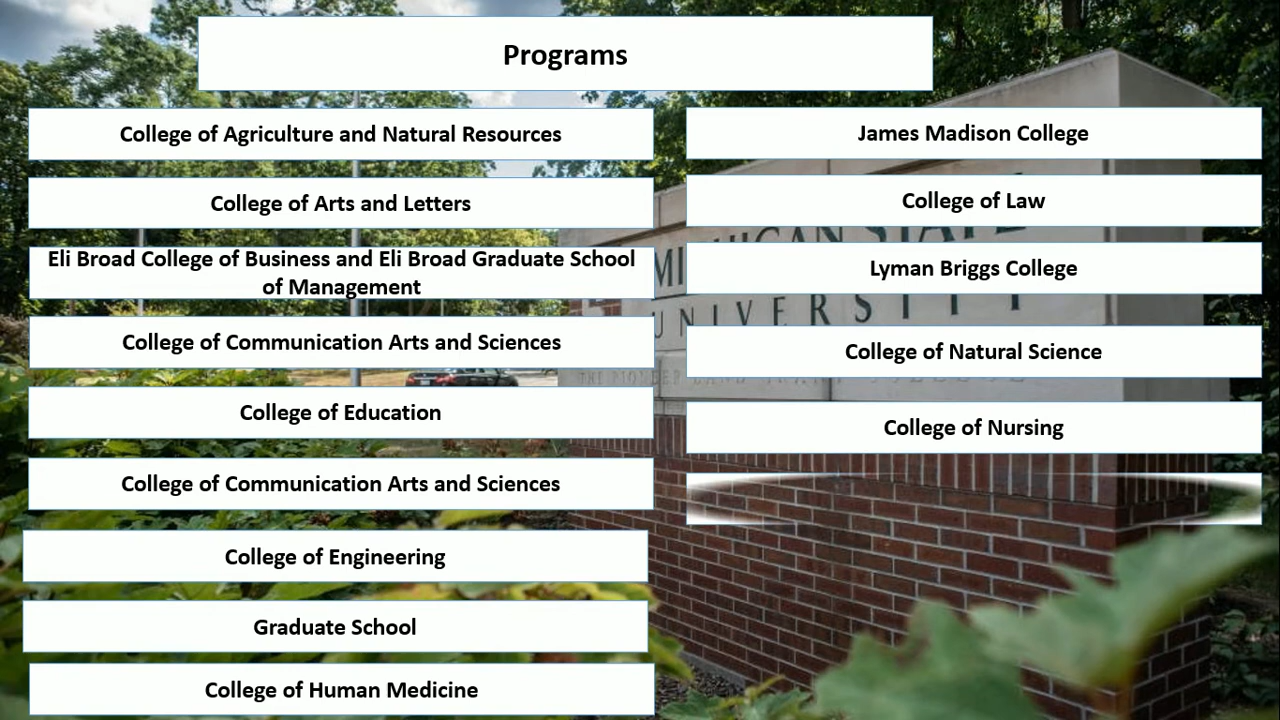 Programs
College of Agriculture and Natural Resources
College of Arts and Letters
Eli Broad College of Business and Eli Broad Graduate School
of Management
College of Communication Arts and Sciences
College of Education
College of Communication Arts and Sciences
College of Engineering
Graduate School
College of Human Medicine
James Madison College
College of Law
Lyman Briggs College
College of Natural Science
College of Nursing
MICHIGAN STATE
UNIVERSITY